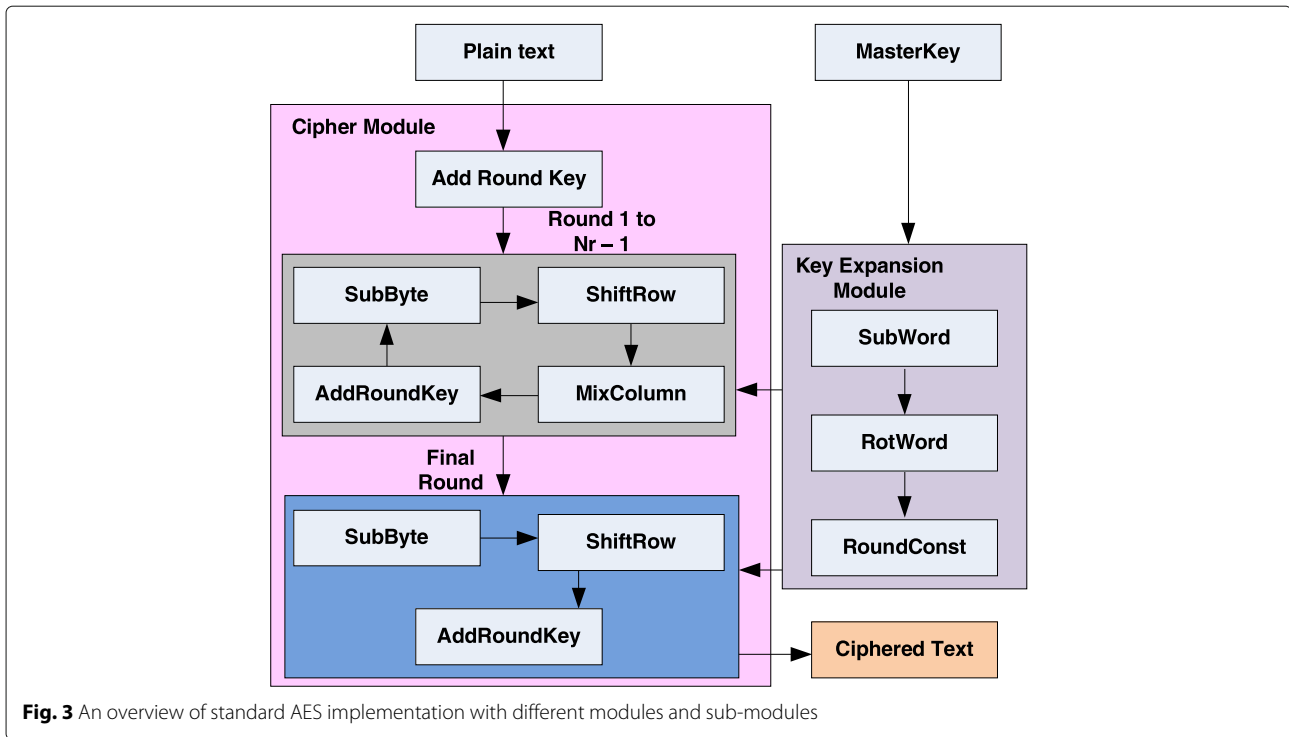 Plain text
MasterKey
Cipher Module
Add Round Key
Round 1 to
Nr – 1
SubByte
ShiftRow
AddRoundKey
MixColumn
Key Expansion
Module
SubWord
RotWord
RoundConst
Final
Round
SubByte
ShiftRow
AddRoundKey
Ciphered Text
Fig. 3 An overview of standard AES implementation with different modules and sub-modules